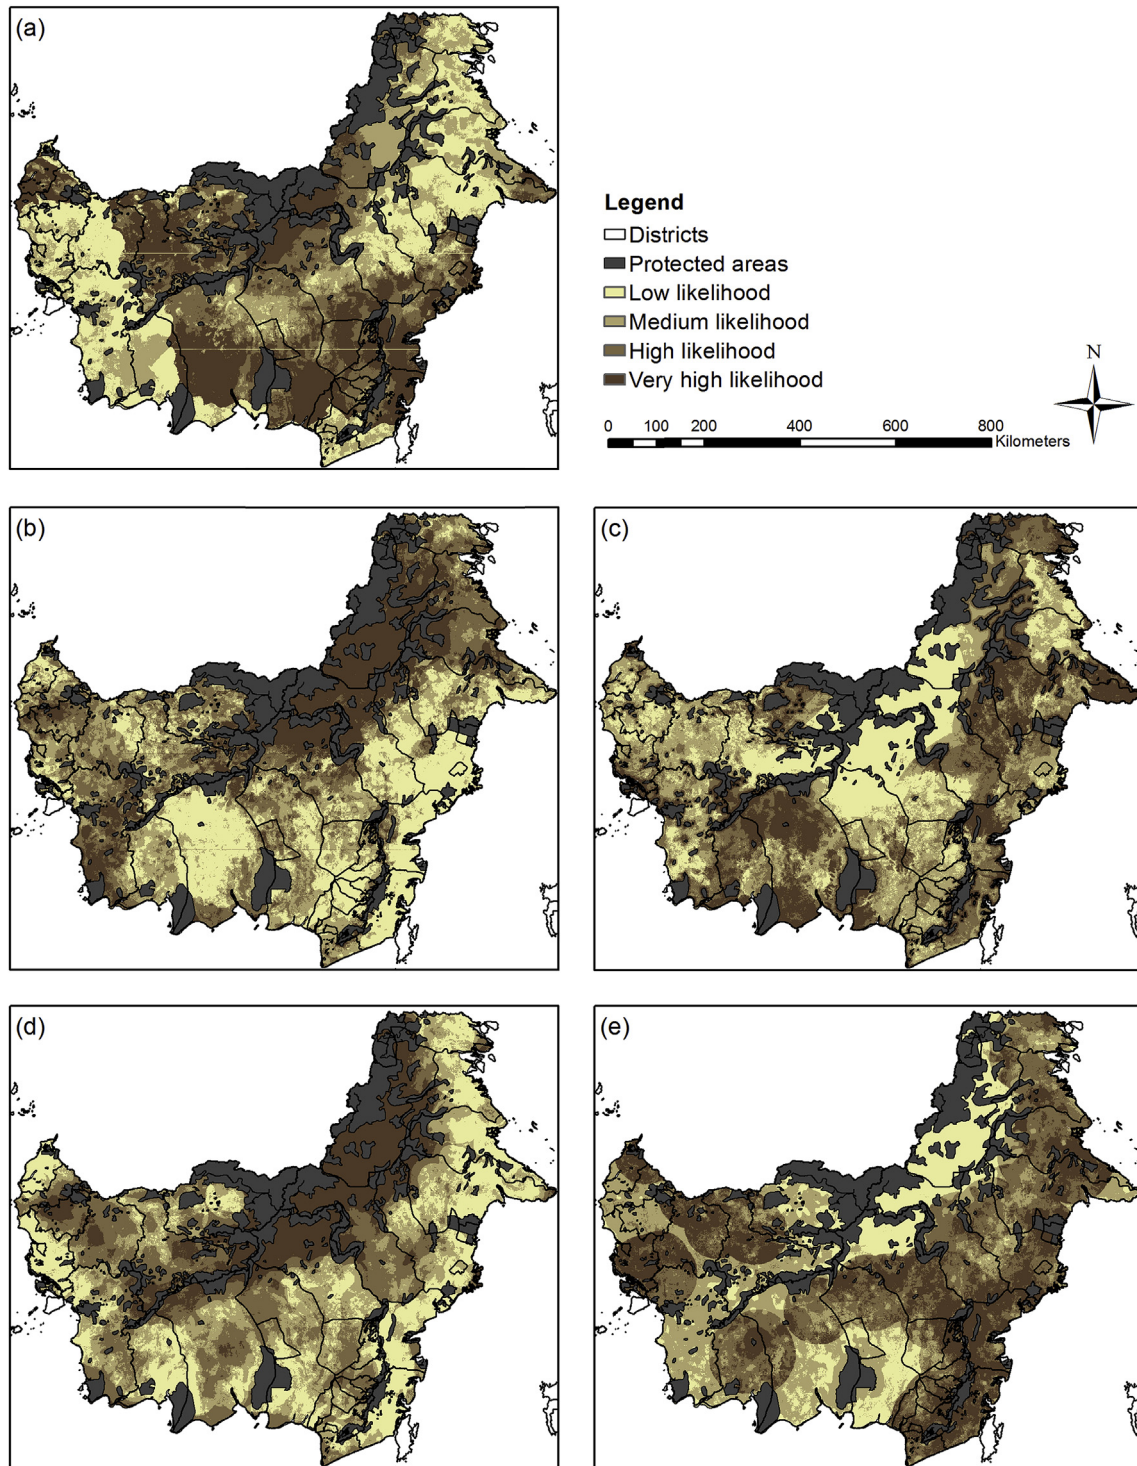 (a)
Legend
Districts
Protected areas
Low likelihood
Medium likelihood
High likelihood
Very high likelihood
N
0 100 200 400 600 800
Kilometers
(b)
(c)
(d)
(e)